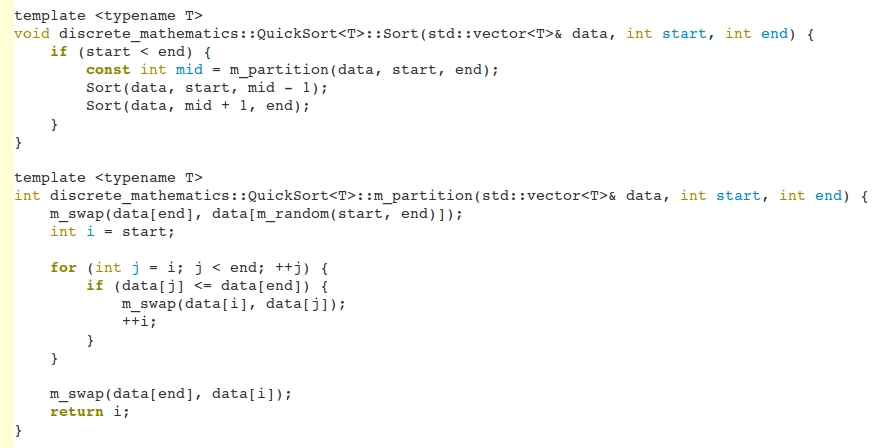 template <typename T>
void discrete_mathematics::QuickSort<T>::Sort(std::vector<T>& data, int start, int end) {
    if (start < end) {
        const int mid = m_partition(data, start, end);
        Sort(data, start, mid - 1);
        Sort(data, mid + 1, end);
    }
}

template <typename T>
int discrete_mathematics::QuickSort<T>::m_partition(std::vector<T>& data, int start, int end) {
    m_swap(data[end], data[m_random(start, end)]);
    int i = start;

    for (int j = i; j < end; ++j) {
        if (data[j] <= data[end]) {
            m_swap(data[i], data[j]);
            ++i;
        }
    }

    m_swap(data[end], data[i]);
    return i;
}